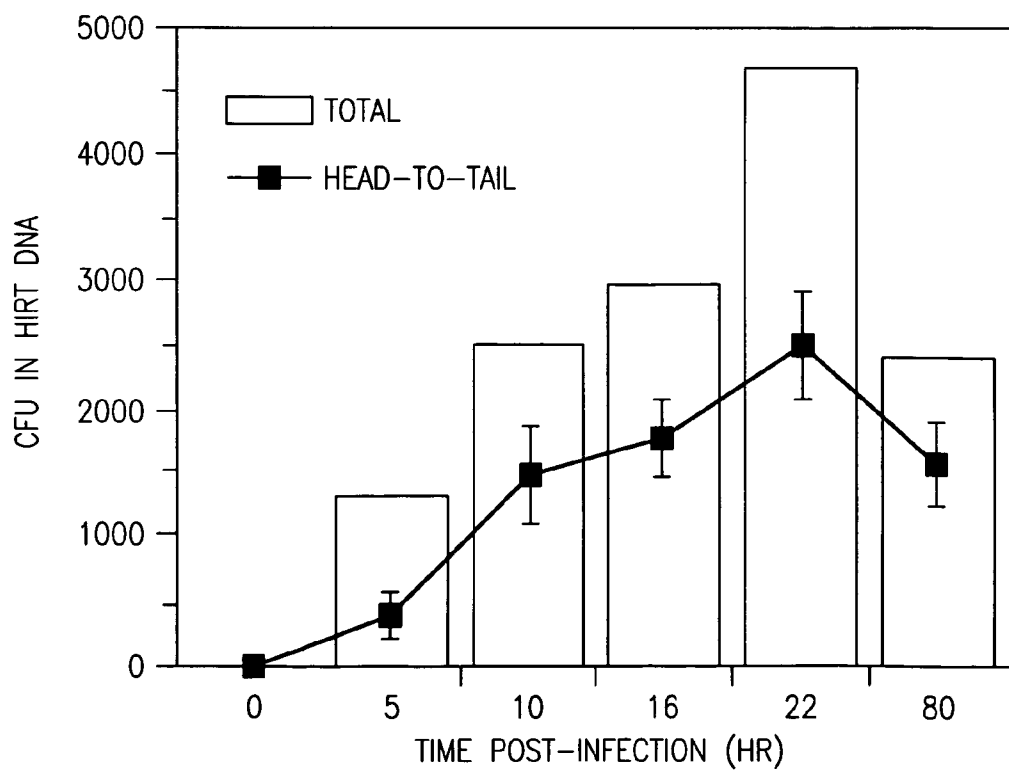 5000
4000
3000
2000
1000
0
CFU IN HIRT DNA
TOTAL
HEAD-TO-TAIL
0 5 10 16 22 80
TIME POST-INFECTION (HR)